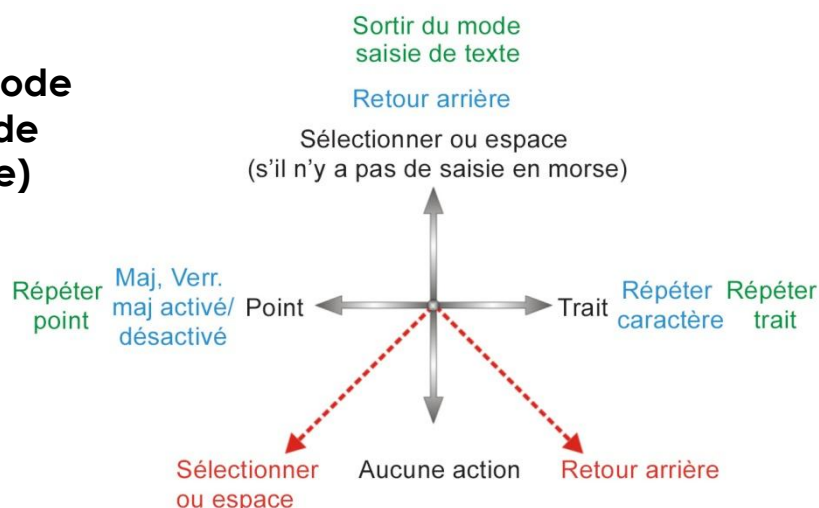 Sortir du mode
saisie de texte
ode
de
e)
Retour arrière
Sélectionner ou espace
(s'il n'y a pas de saisie en morse)
Répéter
point
Maj, Verr.
maj activé/
désactivé
Point
Trait
Répéter
caractère
Répéter
trait
Sélectionner
ou espace
Aucune action
Retour arrière